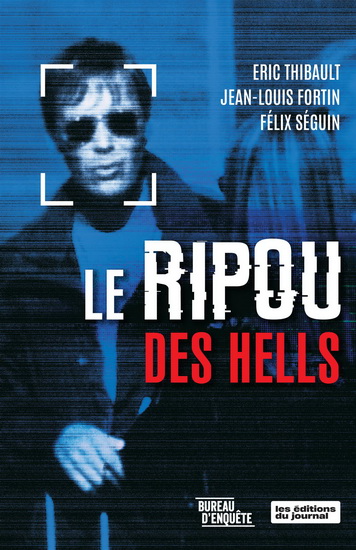 ERIC THIBAULT
JEAN-LOUIS FORTIN
FÉLIX SÉGUIN
LE RIPOU
DES HELLS
BUREAU
D'ENQUÊTE
les éditions
du journal